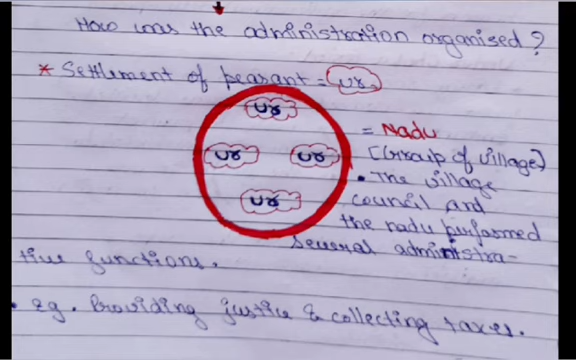 How was the administration organised?
* Settlement of peasant = Ur
Ur
Ur Ur
Ur
= Nadu
[Group of village]
• The village
council and
the nadu performed
several administra-
tive functions.
• eg. Providing justice & collecting taxes.